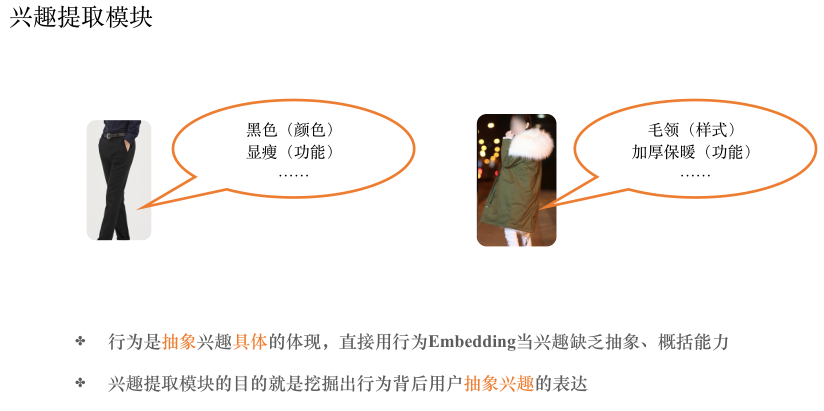 兴趣提取模块
黑色（颜色）
显瘦（功能）
……
毛领（样式）
加厚保暖（功能）
……
行为是抽象兴趣具体的体现，直接用行为Embedding当兴趣缺乏抽象、概括能力
兴趣提取模块的目的就是挖掘出行为背后用户抽象兴趣的表达